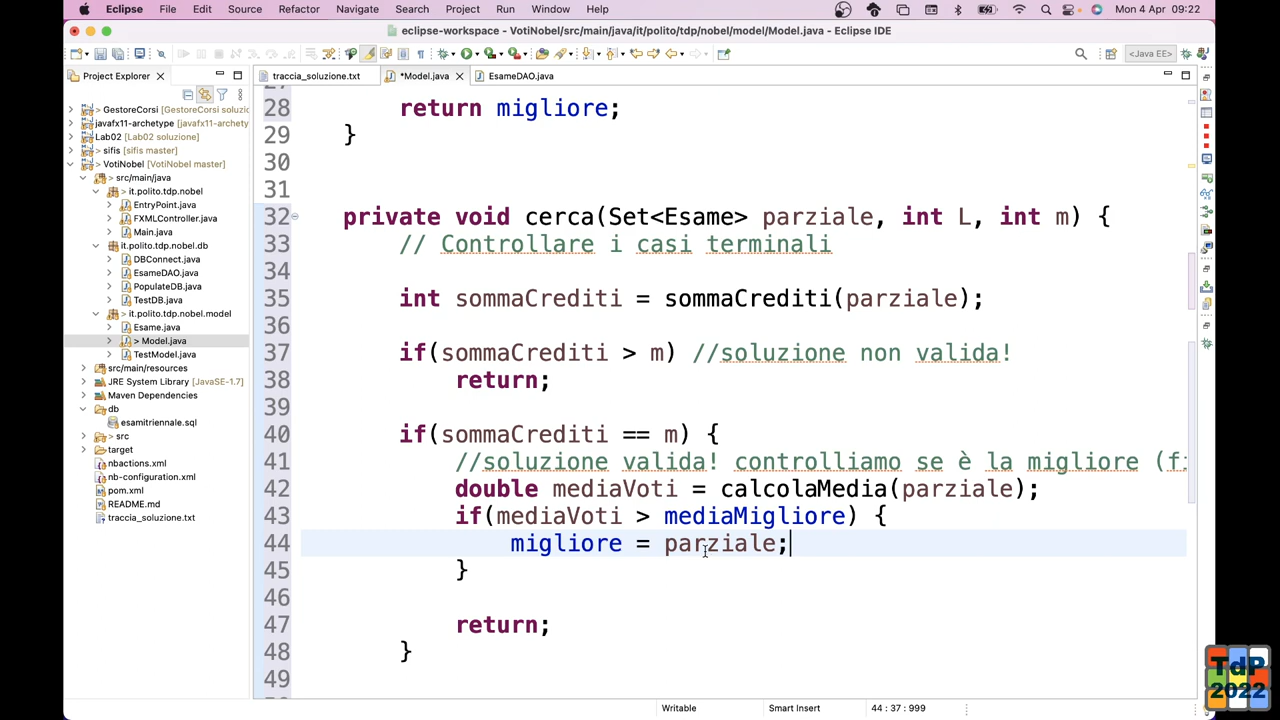 Eclipse File Edit Source Refactor Navigate Search Project Run Window Help Mon 4 Apr 09:22
eclipse-workspace - VotiNobel/src/main/java/it/polito/tdp/nobel/model/Model.java - Eclipse IDE
<Java EE>
Project Explorer
traccia_soluzione.txt
*Model.java
EsameDAO.java
> GestoreCorsi [GestoreCorsi soluzio
javafx11-archetype [javafx11-archety
Lab02 [Lab02 soluzione]
> sifis [sifis master]
> VotiNobel [VotiNobel master]
src/main/java
> it.polito.tdp.nobel
EntryPoint.java
FXMLController.java
Main.java
it.polito.tdp.nobel.db
DBConnect.java
EsameDAO.java
PopulateDB.java
TestDB.java
> it.polito.tdp.nobel.model
Esame.java
> Model.java
TestModel.java
src/main/resources
JRE System Library [JavaSE-1.7]
Maven Dependencies
db
esamitriennale.sql
> src
target
nbactions.xml
nb-configuration.xml
pom.xml
README.md
traccia_soluzione.txt
28 return migliore;
29 }
30
31
32 private void cerca(Set<Esame> parziale, int L, int m) {
33 // Controllare i casi terminali
34
35 int sommaCrediti = sommaCrediti(parziale);
36
37 if(sommaCrediti > m) //soluzione non valida!
38 return;
39
40 if(sommaCrediti == m) {
41 //soluzione valida! controlliamo se è la migliore (f
42 double mediaVoti = calcolaMedia(parziale);
43 if(mediaVoti > mediaMigliore) {
44 migliore = parziale;
45 }
46
47 return;
48 }
49
Writable Smart Insert 44 : 37 : 999
TdP
2022